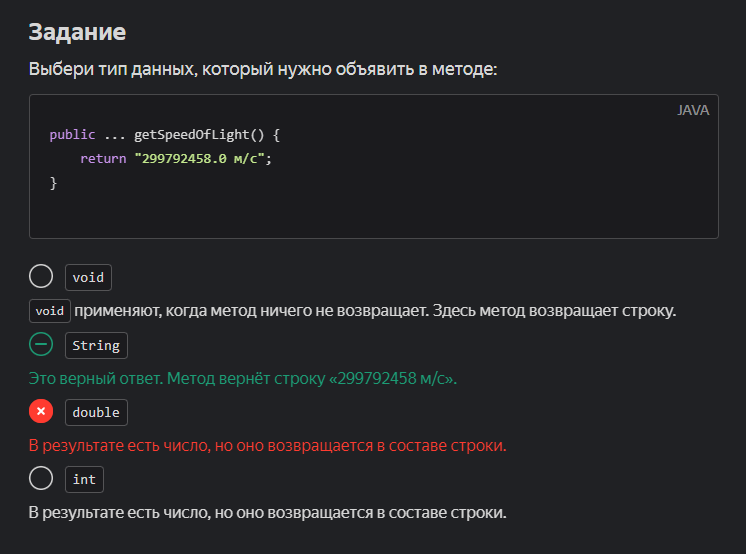 Задание
Выбери тип данных, который нужно объявить в методе:
JAVA
public ... getSpeedOfLight() {
    return "299792458.0 м/с";
}
void
void применяют, когда метод ничего не возвращает. Здесь метод возвращает строку.
String
Это верный ответ. Метод вернёт строку «299792458 м/с».
double
В результате есть число, но оно возвращается в составе строки.
int
В результате есть число, но оно возвращается в составе строки.